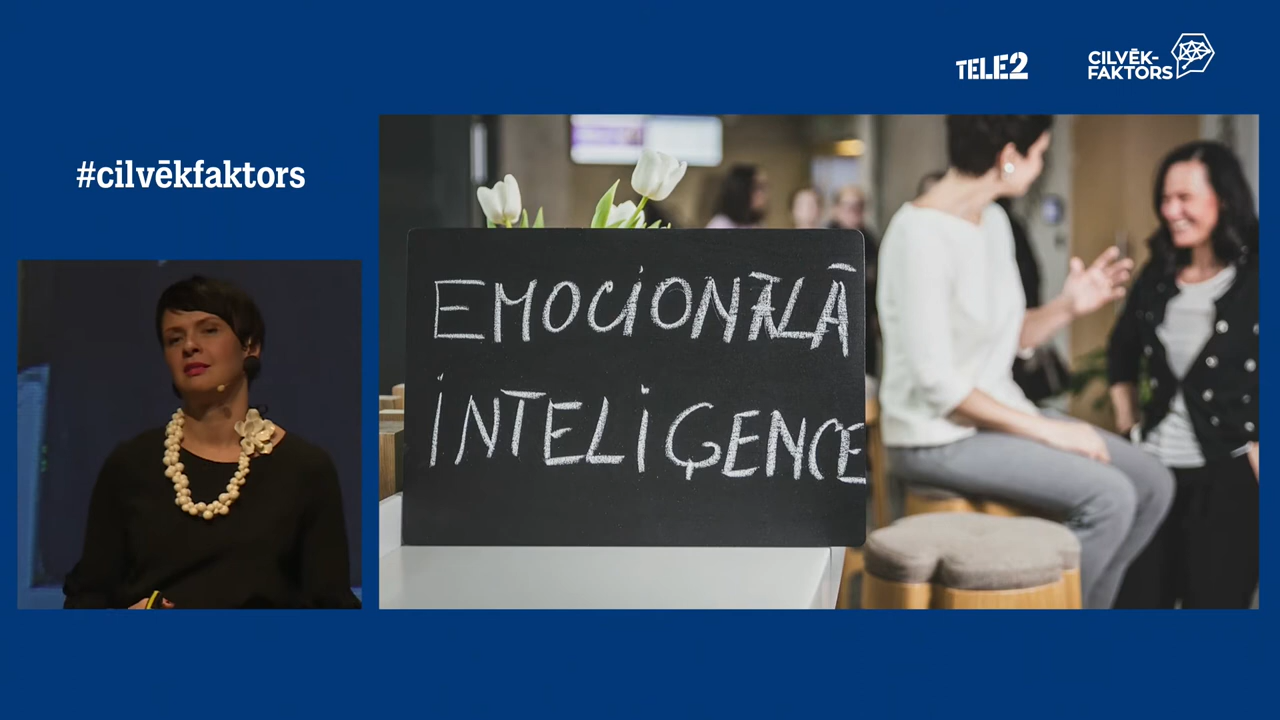 TELE2
CILVĒK-
FAKTORS
#cilvēkfaktors
EMOCIONĀLĀ
INTELIĢENCE